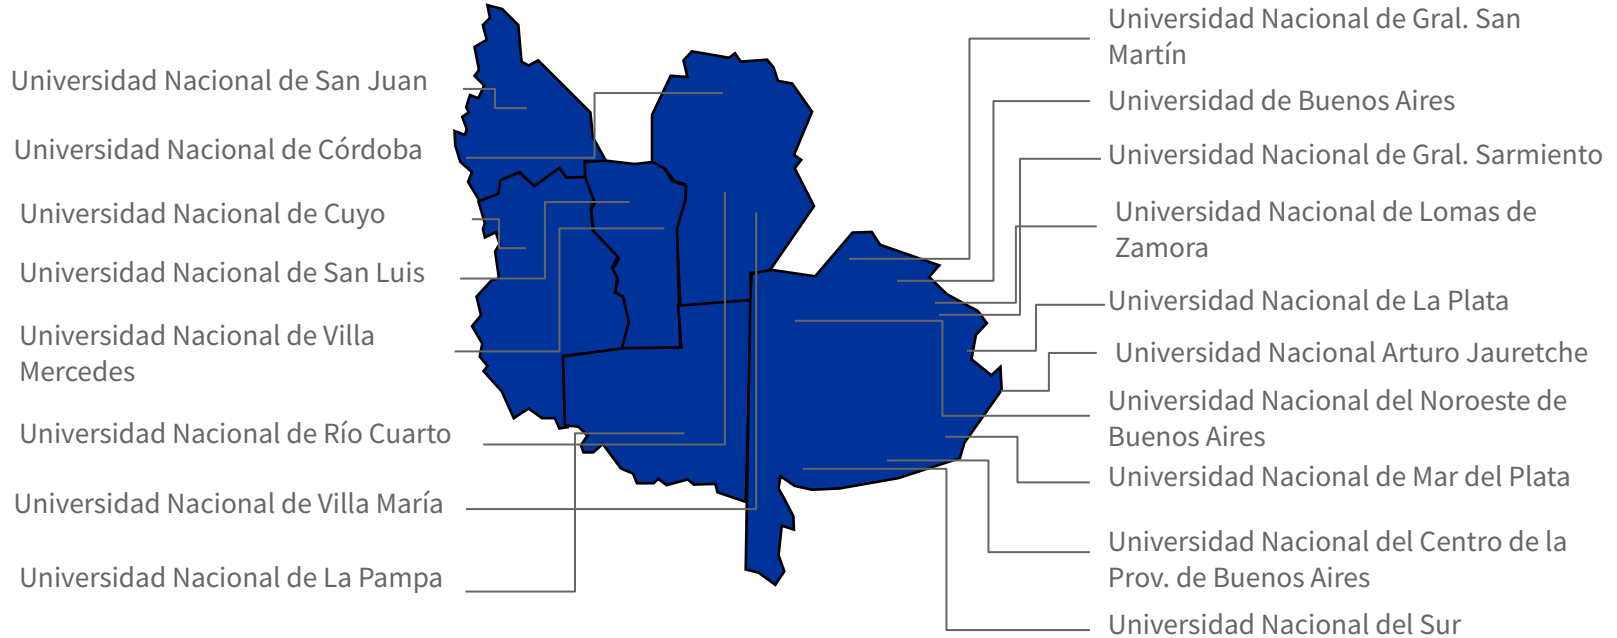 Universidad Nacional de San Juan
Universidad Nacional de Córdoba
Universidad Nacional de Cuyo
Universidad Nacional de San Luis
Universidad Nacional de Villa
Mercedes
Universidad Nacional de Río Cuarto
Universidad Nacional de Villa María
Universidad Nacional de La Pampa
Universidad Nacional de Gral. San
Martín
Universidad de Buenos Aires
Universidad Nacional de Gral. Sarmiento
Universidad Nacional de Lomas de
Zamora
Universidad Nacional de La Plata
Universidad Nacional Arturo Jauretche
Universidad Nacional del Noroeste de
Buenos Aires
Universidad Nacional de Mar del Plata
Universidad Nacional del Centro de la
Prov. de Buenos Aires
Universidad Nacional del Sur